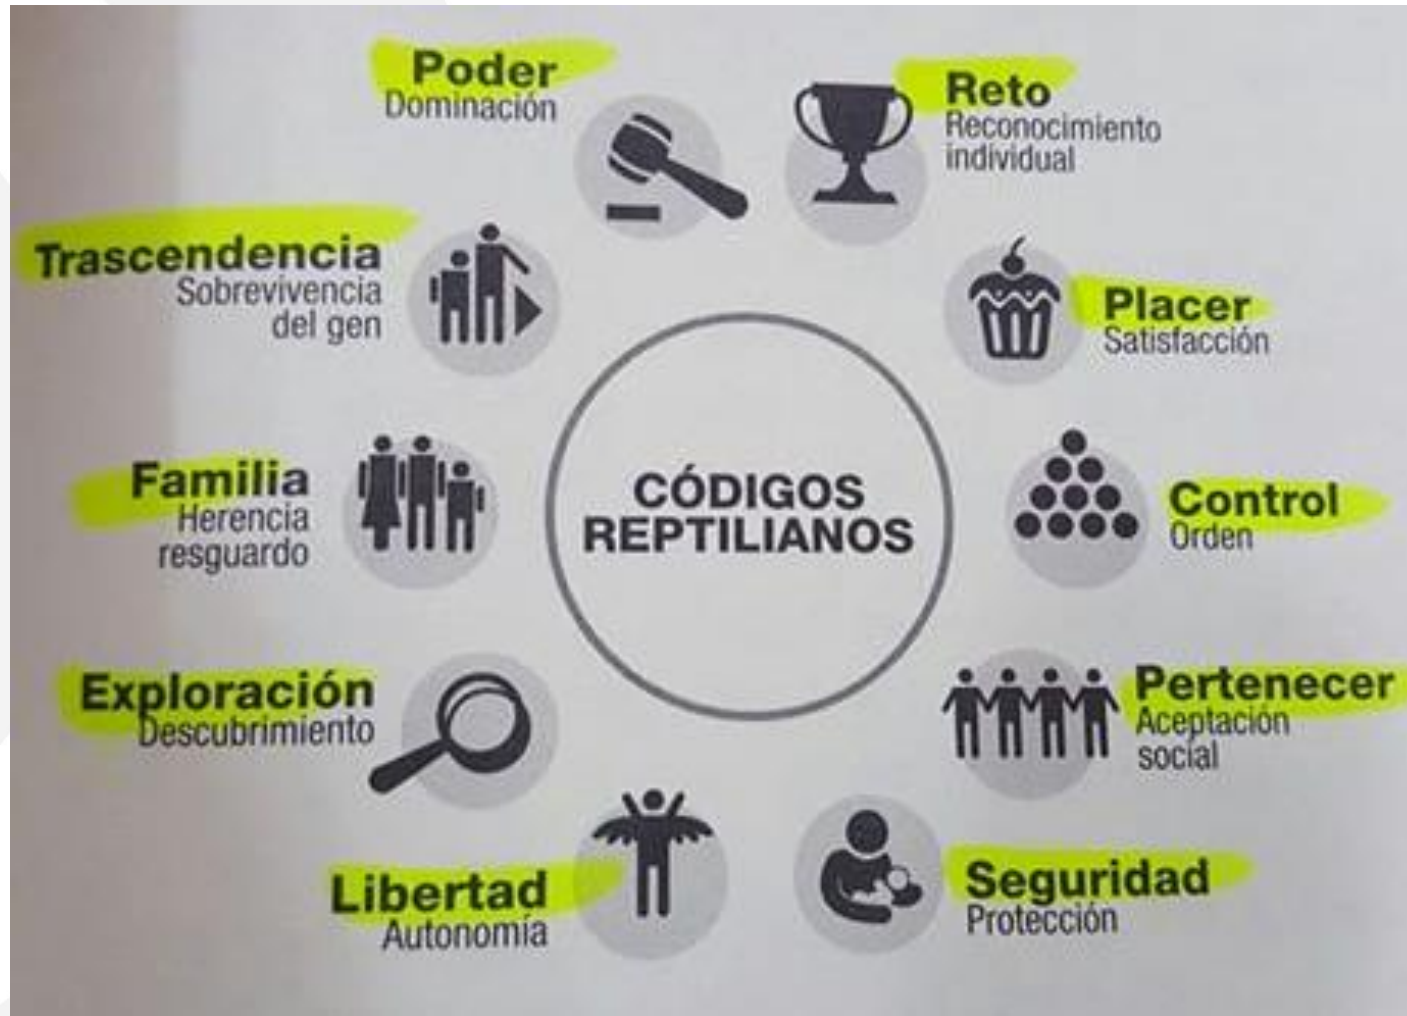 Poder
Dominación
Reto
Reconocimiento
individual
Trascendencia
Sobrevivencia
del gen
Placer
Satisfacción
Familia
Herencia
resguardo
CÓDIGOS
REPTILIANOS
Control
Orden
Exploración
Descubrimiento
Pertenecer
Aceptación
social
Libertad
Autonomía
Seguridad
Protección